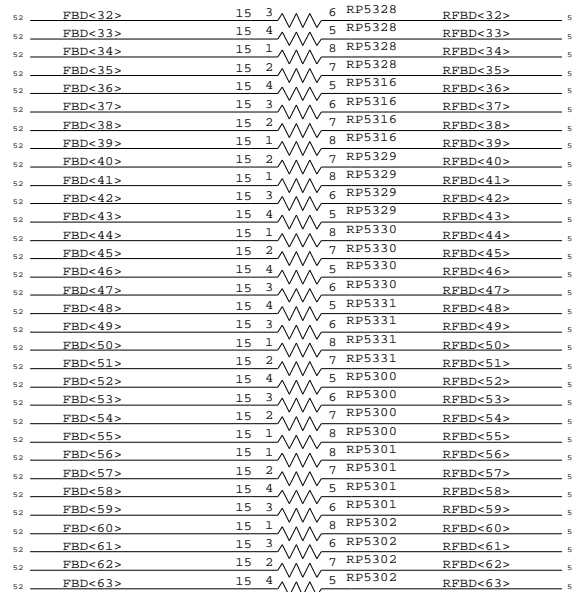 52 FBD<32> 15 3 6 RP5328 RFBD<32> 5
52 FBD<33> 15 4 5 RP5328 RFBD<33> 5
52 FBD<34> 15 1 8 RP5328 RFBD<34> 5
52 FBD<35> 15 2 7 RP5328 RFBD<35> 5
52 FBD<36> 15 4 5 RP5316 RFBD<36> 5
52 FBD<37> 15 3 6 RP5316 RFBD<37> 5
52 FBD<38> 15 2 7 RP5316 RFBD<38> 5
52 FBD<39> 15 1 8 RP5316 RFBD<39> 5
52 FBD<40> 15 2 7 RP5329 RFBD<40> 5
52 FBD<41> 15 1 8 RP5329 RFBD<41> 5
52 FBD<42> 15 3 6 RP5329 RFBD<42> 5
52 FBD<43> 15 4 5 RP5329 RFBD<43> 5
52 FBD<44> 15 1 8 RP5330 RFBD<44> 5
52 FBD<45> 15 2 7 RP5330 RFBD<45> 5
52 FBD<46> 15 4 5 RP5330 RFBD<46> 5
52 FBD<47> 15 3 6 RP5330 RFBD<47> 5
52 FBD<48> 15 4 5 RP5331 RFBD<48> 5
52 FBD<49> 15 3 6 RP5331 RFBD<49> 5
52 FBD<50> 15 1 8 RP5331 RFBD<50> 5
52 FBD<51> 15 2 7 RP5331 RFBD<51> 5
52 FBD<52> 15 4 5 RP5300 RFBD<52> 5
52 FBD<53> 15 3 6 RP5300 RFBD<53> 5
52 FBD<54> 15 2 7 RP5300 RFBD<54> 5
52 FBD<55> 15 1 8 RP5300 RFBD<55> 5
52 FBD<56> 15 1 8 RP5301 RFBD<56> 5
52 FBD<57> 15 2 7 RP5301 RFBD<57> 5
52 FBD<58> 15 4 5 RP5301 RFBD<58> 5
52 FBD<59> 15 3 6 RP5301 RFBD<59> 5
52 FBD<60> 15 1 8 RP5302 RFBD<60> 5
52 FBD<61> 15 3 6 RP5302 RFBD<61> 5
52 FBD<62> 15 2 7 RP5302 RFBD<62> 5
52 FBD<63> 15 4 5 RP5302 RFBD<63> 5